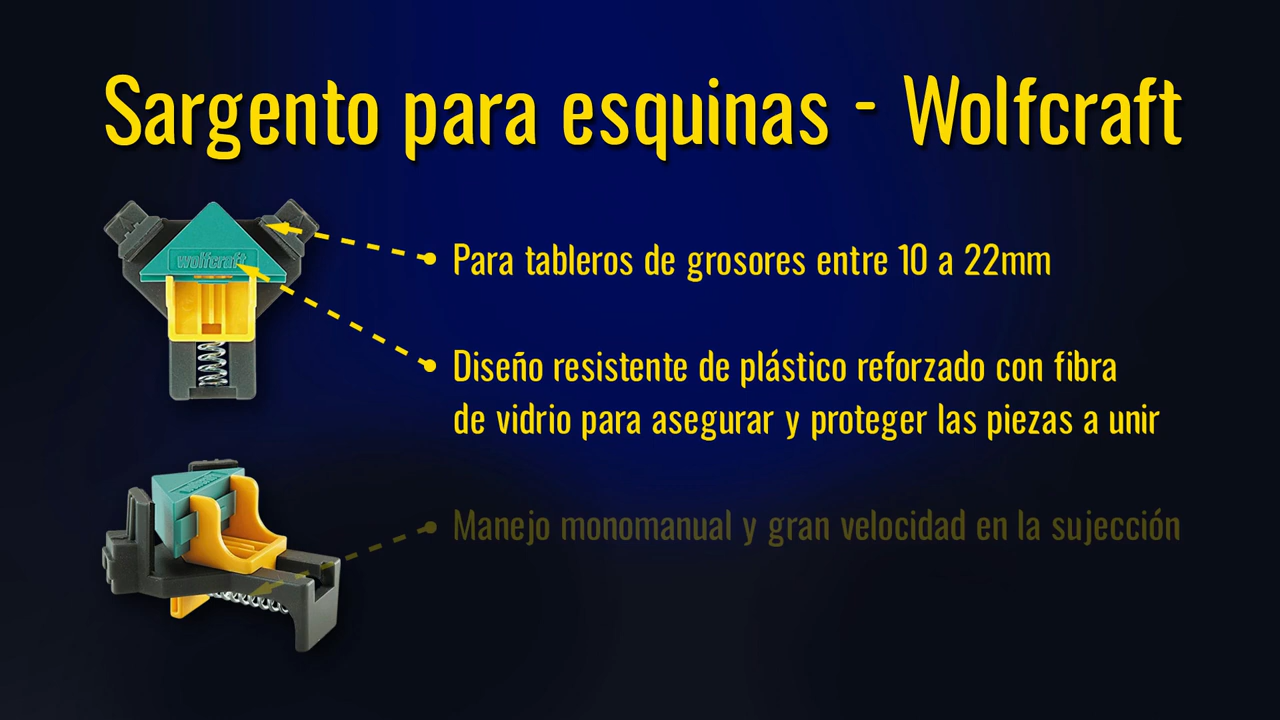 Sargento para esquinas - Wolfcraft
wolfcraft
Para tableros de grosores entre 10 a 22mm
Diseño resistente de plástico reforzado con fibra
de vidrio para asegurar y proteger las piezas a unir
Manejo monomanual y gran velocidad en la sujección